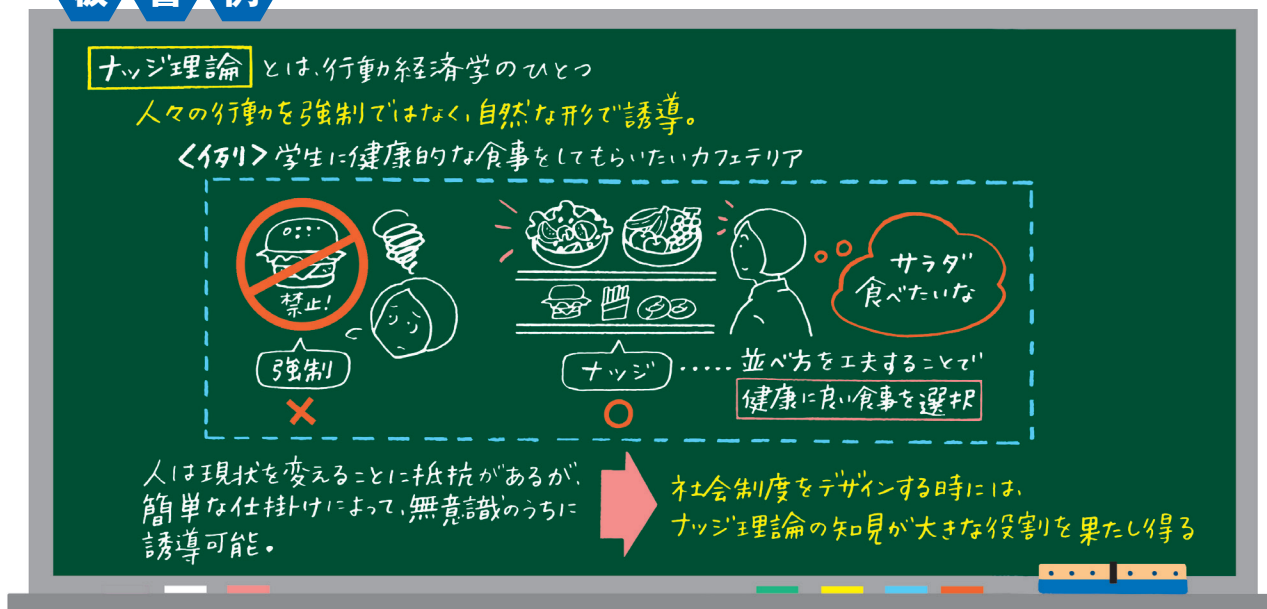 板書例
ナッジ理論とは、行動経済学のひとつ
人々の行動を強制ではなく、自然な形で誘導。
<例>学生に健康的な食事をしてもらいたいカフェテリア
禁止!
強制
サラダ
食べたいな
ナッジ‥‥‥並べ方を工夫することで
健康に良い食事を選択
人は現状を変えることに抵抗があるが、
簡単な仕掛けによって、無意識のうちに
誘導可能。
社会制度をデザインする時には、
ナッジ理論の知見が大きな役割を果たし得る